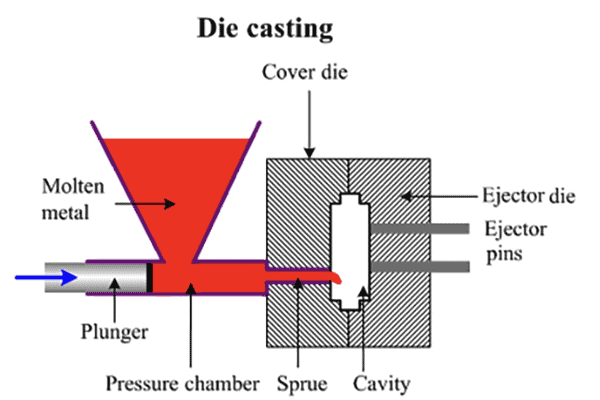 Die casting
Cover die
Molten
metal
Ejector die
Ejector
pins
Plunger
Pressure chamber
Sprue
Cavity